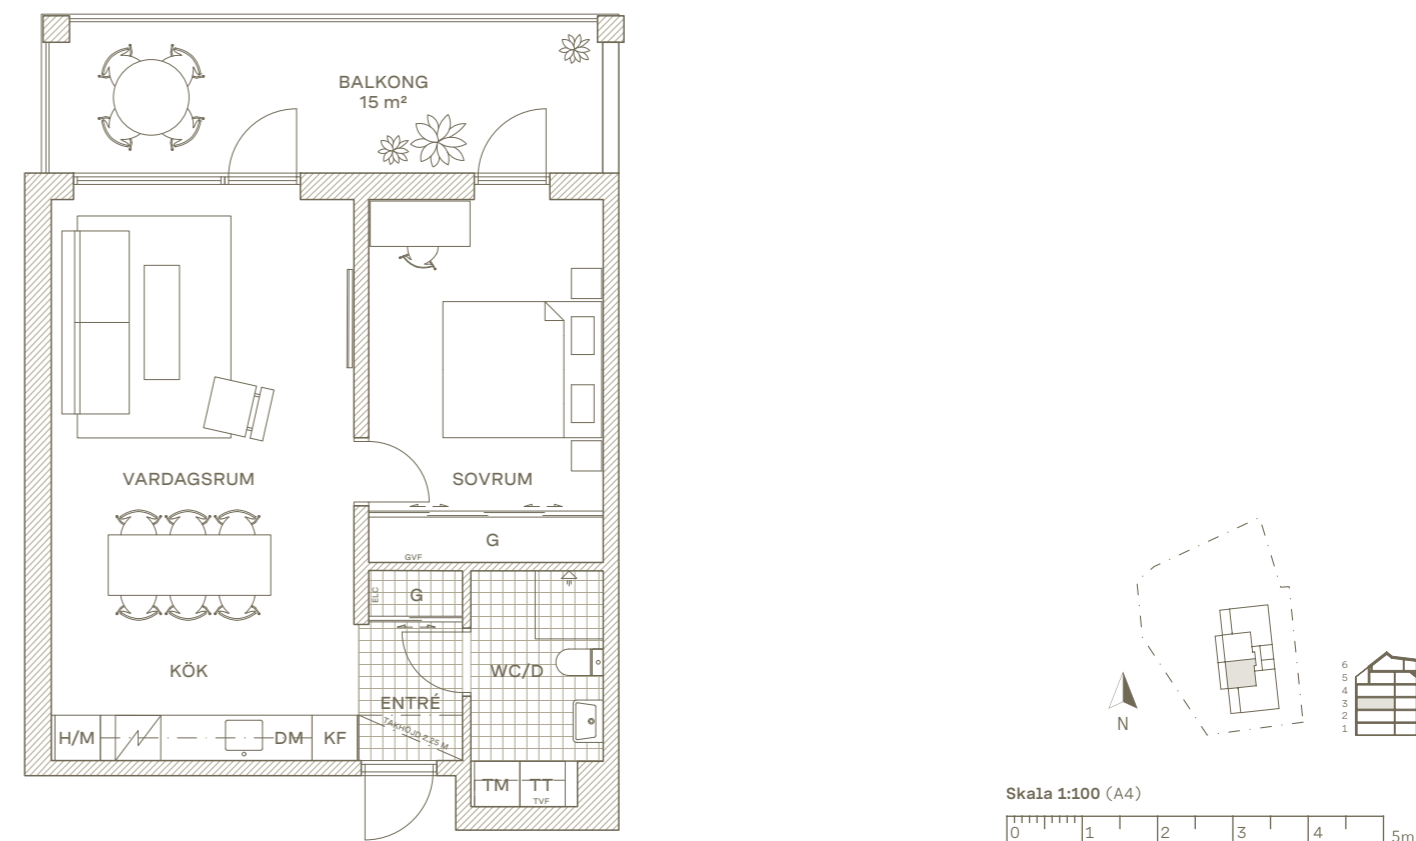 BALKONG
15 m²
VARDAGSRUM
SOVRUM
G
GVF
ELC
G
KÖK
WC/D
ENTRÉ
TAKHÖJD 2.25 M
H/M
DM
KF
TM
TT
TVF
N
6
5
4
3
2
1
Skala 1:100 (A4)
0 1 2 3 4 5m